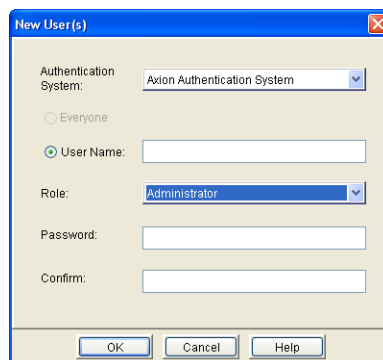 New User(s)
Authentication System:
Axion Authentication System
Everyone
User Name:
Role:
Administrator
Password:
Confirm:
OK
Cancel
Help